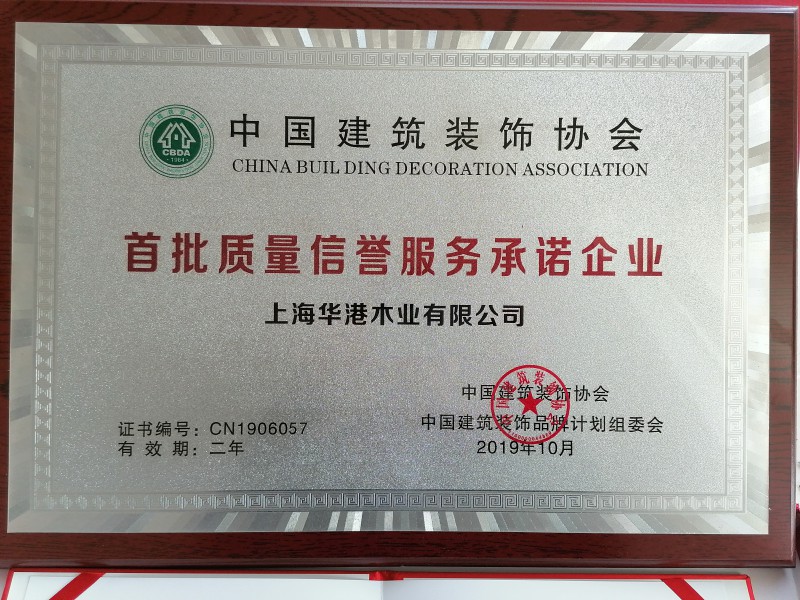 中国建筑装饰协会
CHINA BUIL DING DECORATION ASSOCIATION
CBDA
1984
首批质量信誉服务承诺企业
上海华港木业有限公司
中国建筑装饰协会
中国建筑装饰品牌计划组委会
2019年10月
证书编号：CN1906057
有 效 期：二年